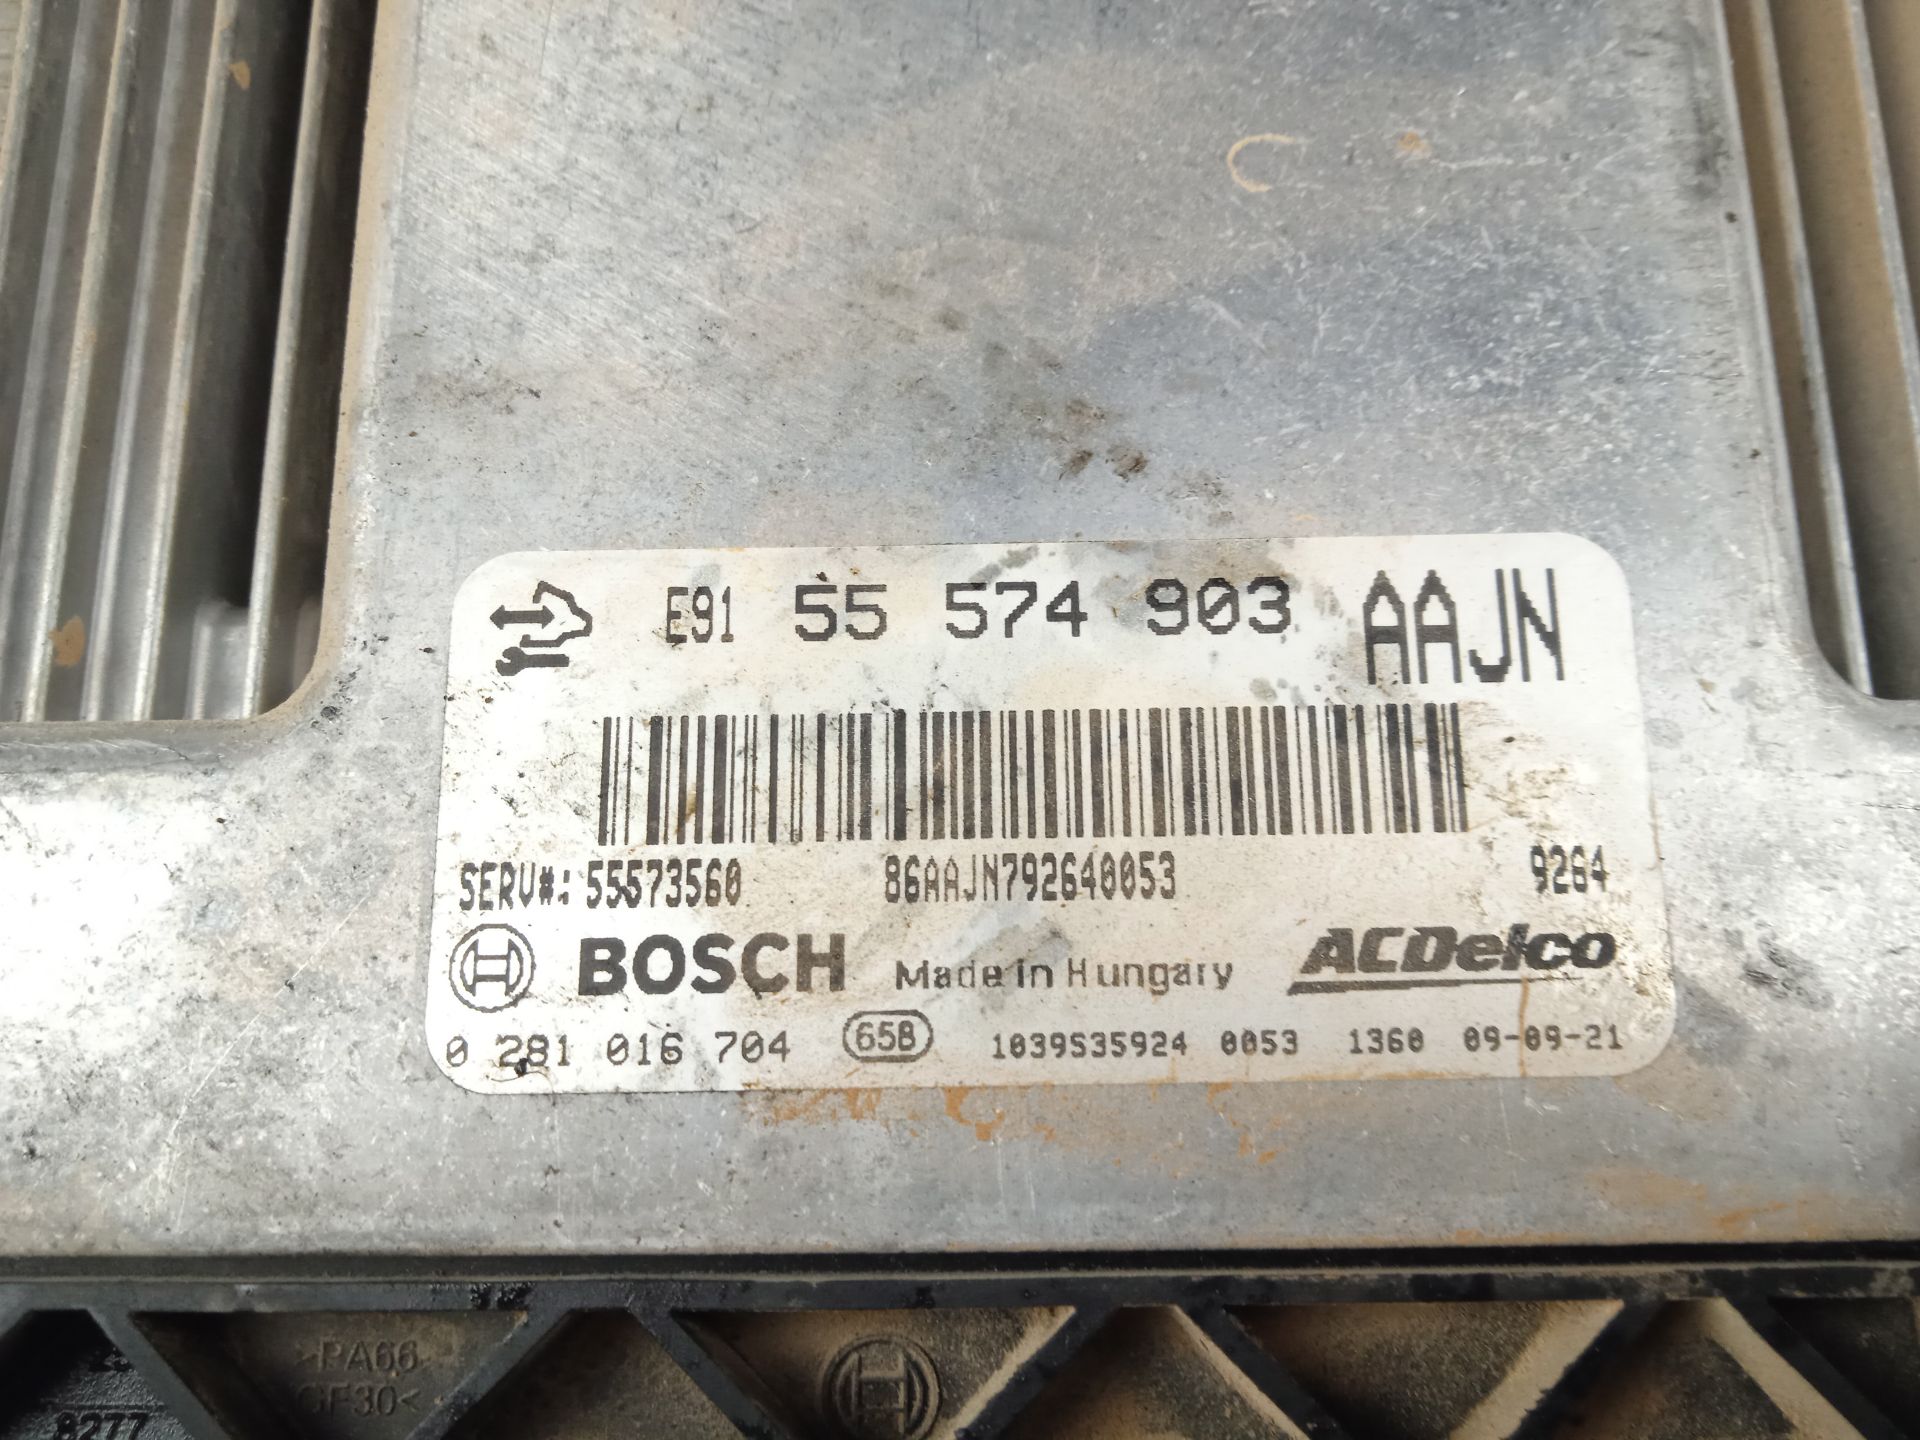 E91 55 574 903 AAJN
SERV#: 55573560 86AAJN792640053 9264
BOSCH Made in Hungary ACDelco
0 281 016 704 65B 1039S35924 0053 1360 09-09-21
>PA66
GF30<
8277